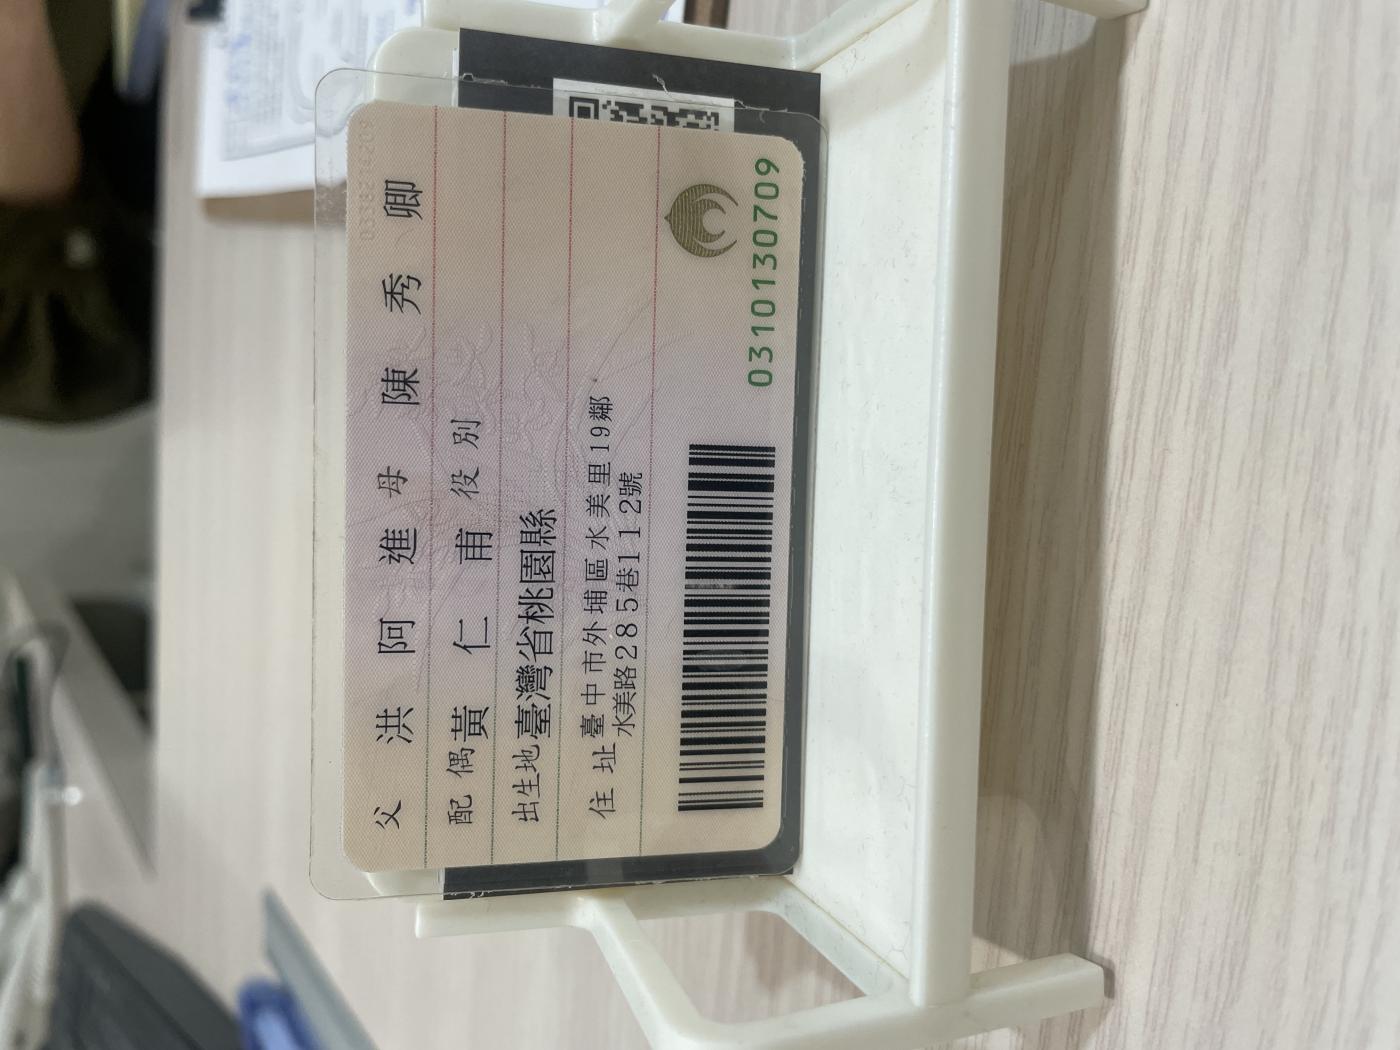 父 洪 阿 進 母 陳 秀 卿
配偶 黃 仁 甫 役別
出生地 臺灣省桃園縣
住址 臺中市外埔區水美里19鄰
水美路285巷112號
0310130709